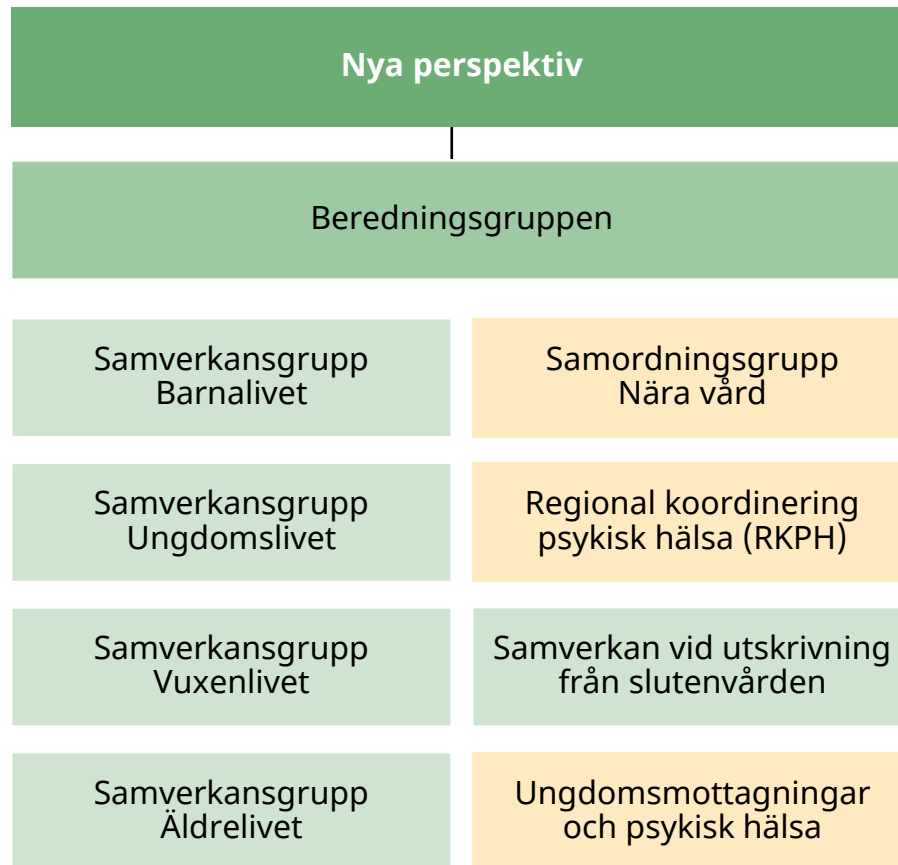 Nya perspektiv
Beredningsgruppen
Samverkansgrupp
Barnalivet
Samordningsgrupp
Nära vård
Samverkansgrupp
Ungdomslivet
Regional koordinering
psykisk hälsa (RKPH)
Samverkansgrupp
Vuxenlivet
Samverkan vid utskrivning
från slutenvården
Samverkansgrupp
Äldrelivet
Ungdomsmottagningar
och psykisk hälsa